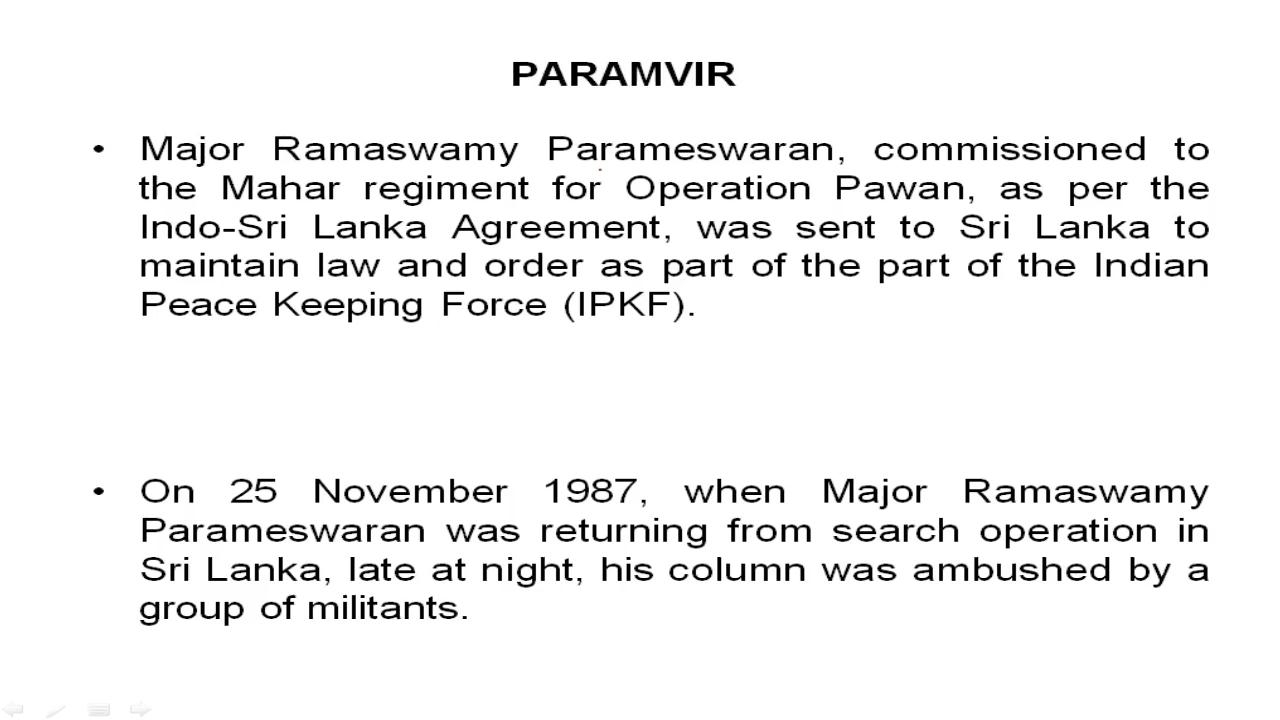 PARAMVIR
• Major Ramaswamy Parameswaran, commissioned to
the Mahar regiment for Operation Pawan, as per the
Indo-Sri Lanka Agreement, was sent to Sri Lanka to
maintain law and order as part of the part of the Indian
Peace Keeping Force (IPKF).
• On 25 November 1987, when Major Ramaswamy
Parameswaran was returning from search operation in
Sri Lanka, late at night, his column was ambushed by a
group of militants.